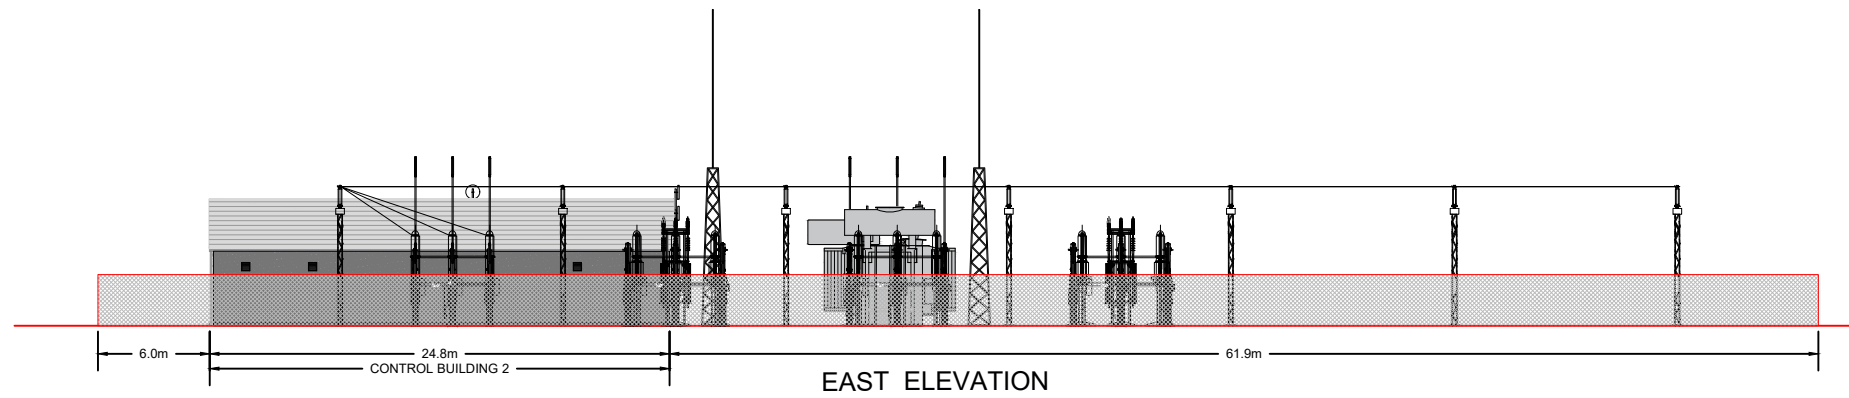 6.0m
24.8m
61.9m
CONTROL BUILDING 2
EAST ELEVATION